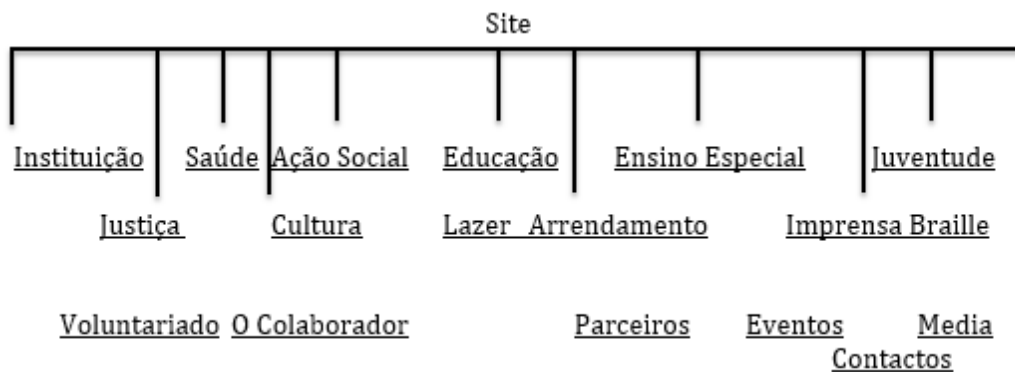 Site
Instituição Saúde Ação Social Educação Ensino Especial Juventude
Justiça Cultura Lazer Arrendamento Imprensa Braille
Voluntariado O Colaborador Parceiros Eventos Media
Contactos